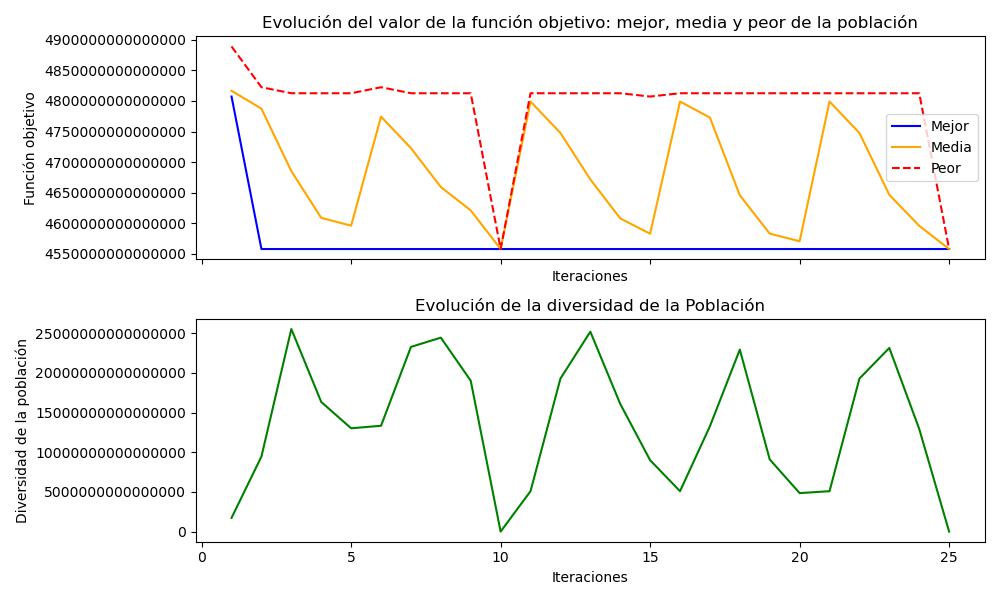 Evolución del valor de la función objetivo: mejor, media y peor de la población
4900000000000000
4850000000000000
4800000000000000
4750000000000000
4700000000000000
4650000000000000
4600000000000000
4550000000000000
Función objetivo
Mejor
Media
Peor
Iteraciones
Evolución de la diversidad de la Población
25000000000000000
20000000000000000
15000000000000000
10000000000000000
5000000000000000
0
Diversidad de la población
0 5 10 15 20 25
Iteraciones